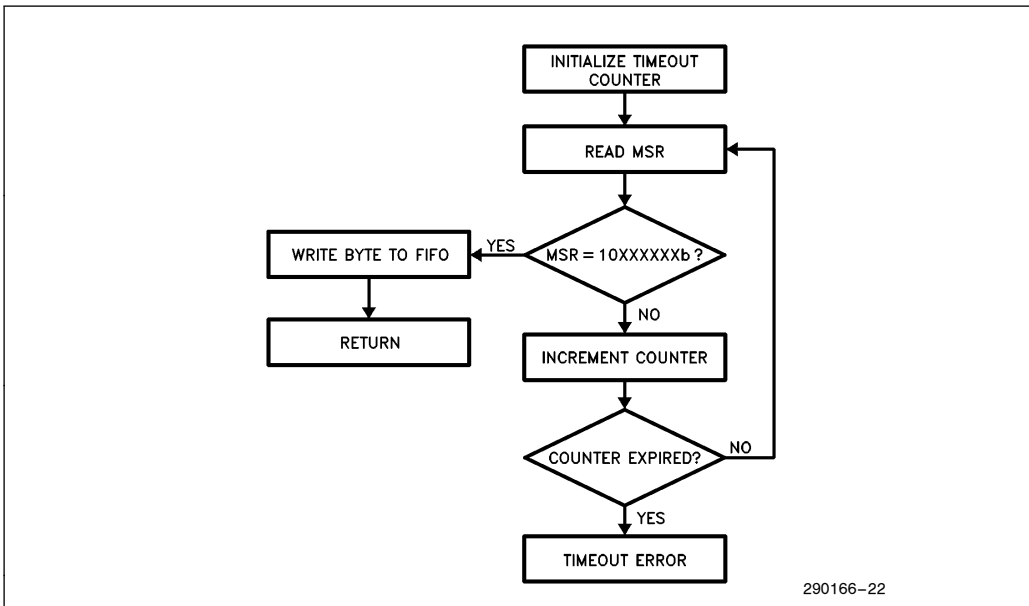 INITIALIZE TIMEOUT
COUNTER
READ MSR
MSR = 10XXXXXXb ?
YES
WRITE BYTE TO FIFO
RETURN
NO
INCREMENT COUNTER
COUNTER EXPIRED?
NO
YES
TIMEOUT ERROR
290166–22